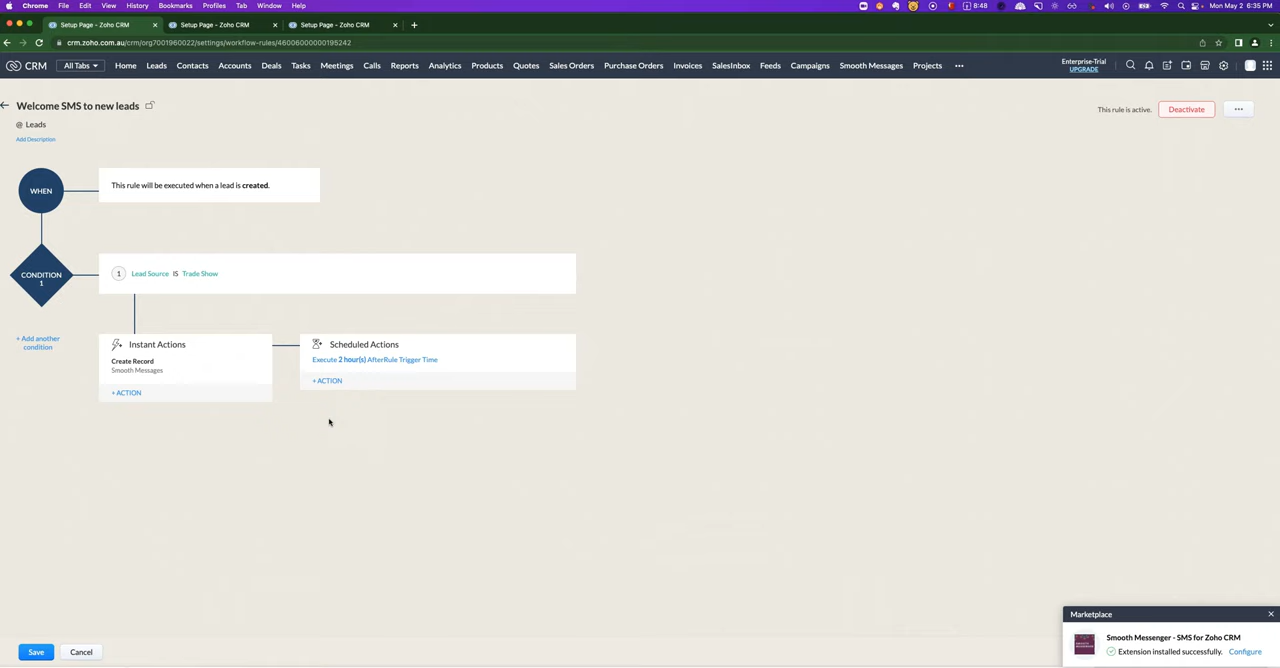 Chrome File Edit View History Bookmarks Profiles Tab Window Help 8:48 Mon May 2 6:35 PM
Setup Page - Zoho CRM Setup Page - Zoho CRM Setup Page - Zoho CRM
crm.zoho.com.au/crm/org7001960022/settings/workflow-rules/46006000000195242
CRM All Tabs Home Leads Contacts Accounts Deals Tasks Meetings Calls Reports Analytics Products Quotes Sales Orders Purchase Orders Invoices SalesInbox Feeds Campaigns Smooth Messages Projects ••• Enterprise-Trial
UPGRADE
Welcome SMS to new leads
This rule is active. Deactivate •••
@ Leads
Add Description
WHEN
This rule will be executed when a lead is created.
CONDITION
1
1 Lead Source IS Trade Show
+ Add another
condition
Instant Actions
Create Record
Smooth Messages
+ ACTION
Scheduled Actions
Execute 2 hour(s) AfterRule Trigger Time
+ ACTION
Save Cancel
Marketplace
Smooth Messenger - SMS for Zoho CRM
Extension installed successfully. Configure